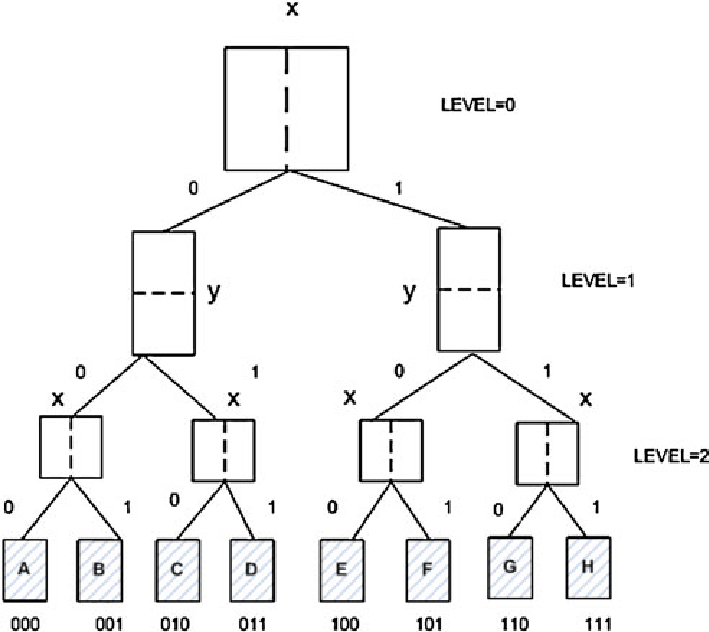 x
LEVEL=0
0 1
y y LEVEL=1
0 1 0 1
x x x x
LEVEL=2
0 1 0 1 0 1 0 1
A B C D E F G H
000 001 010 011 100 101 110 111